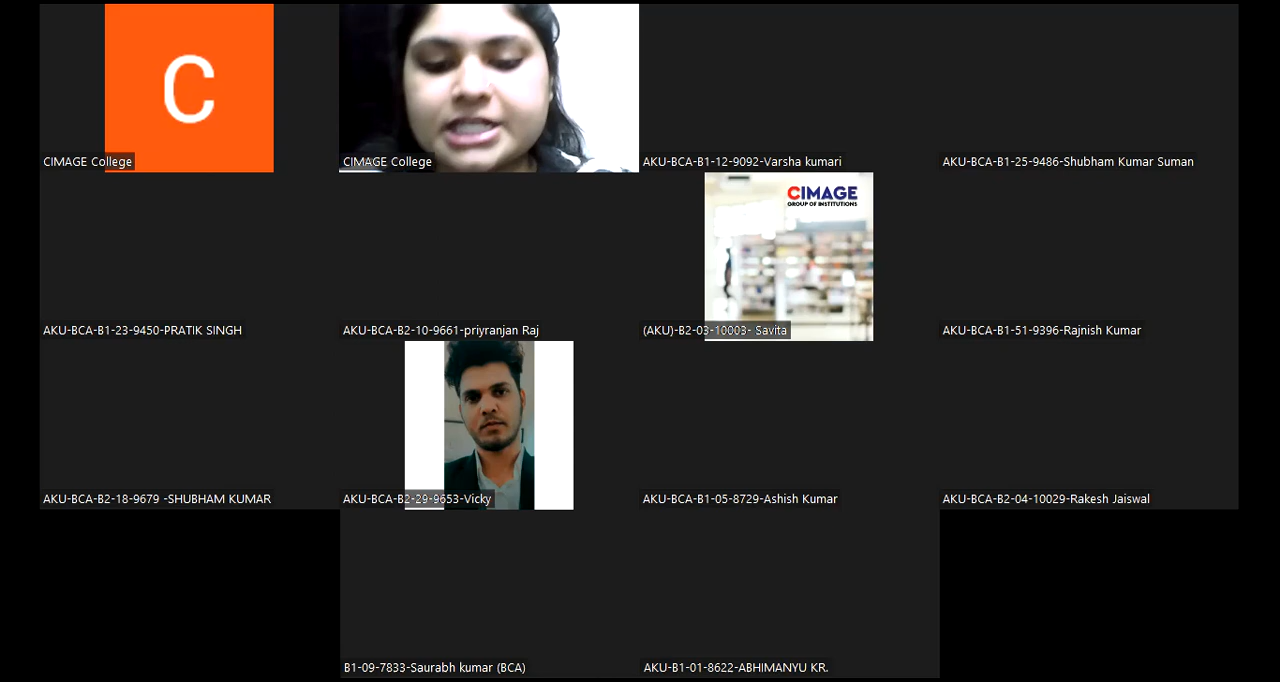 C
CIMAGE College
CIMAGE College
AKU-BCA-B1-12-9092-Varsha kumari
AKU-BCA-B1-25-9486-Shubham Kumar Suman
CIMAGE
GROUP OF INSTITUTIONS
AKU-BCA-B1-23-9450-PRATIK SINGH
AKU-BCA-B2-10-9661-priyranjan Raj
(AKU)-B2-03-10003- Savita
AKU-BCA-B1-51-9396-Rajnish Kumar
AKU-BCA-B2-18-9679 -SHUBHAM KUMAR
AKU-BCA-B2-29-9653-Vicky
AKU-BCA-B1-05-8729-Ashish Kumar
AKU-BCA-B2-04-10029-Rakesh Jaiswal
B1-09-7833-Saurabh kumar (BCA)
AKU-B1-01-8622-ABHIMANYU KR.